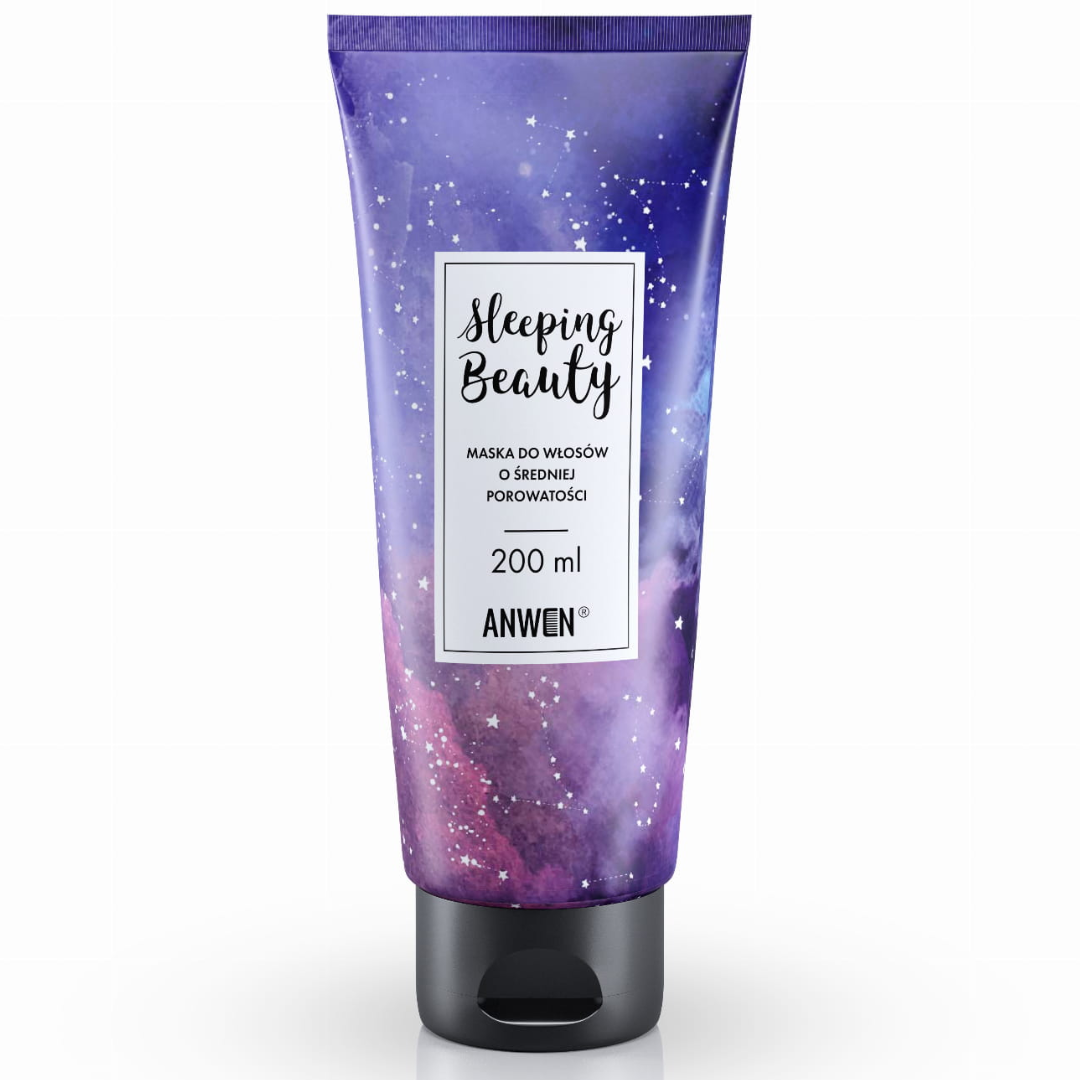 Sleeping
Beauty
MASKA DO WŁOSÓW
O ŚREDNIEJ
POROWATOŚCI
200 ml
ANWEN®